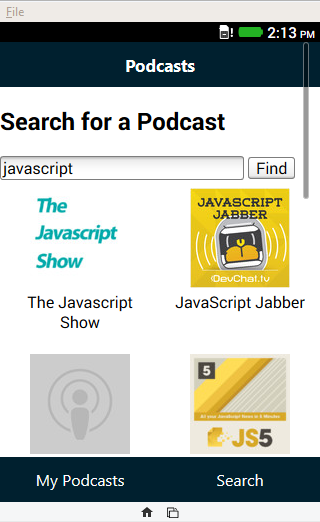 File
2:13 PM
Podcasts
Search for a Podcast
javascript
Find
The
Javascript
Show
JAVASCRIPT
JABBER
DevChat.tv
The Javascript
Show
JavaScript Jabber
5
All your JavaScript News in 5 Minutes
JS5
My Podcasts
Search